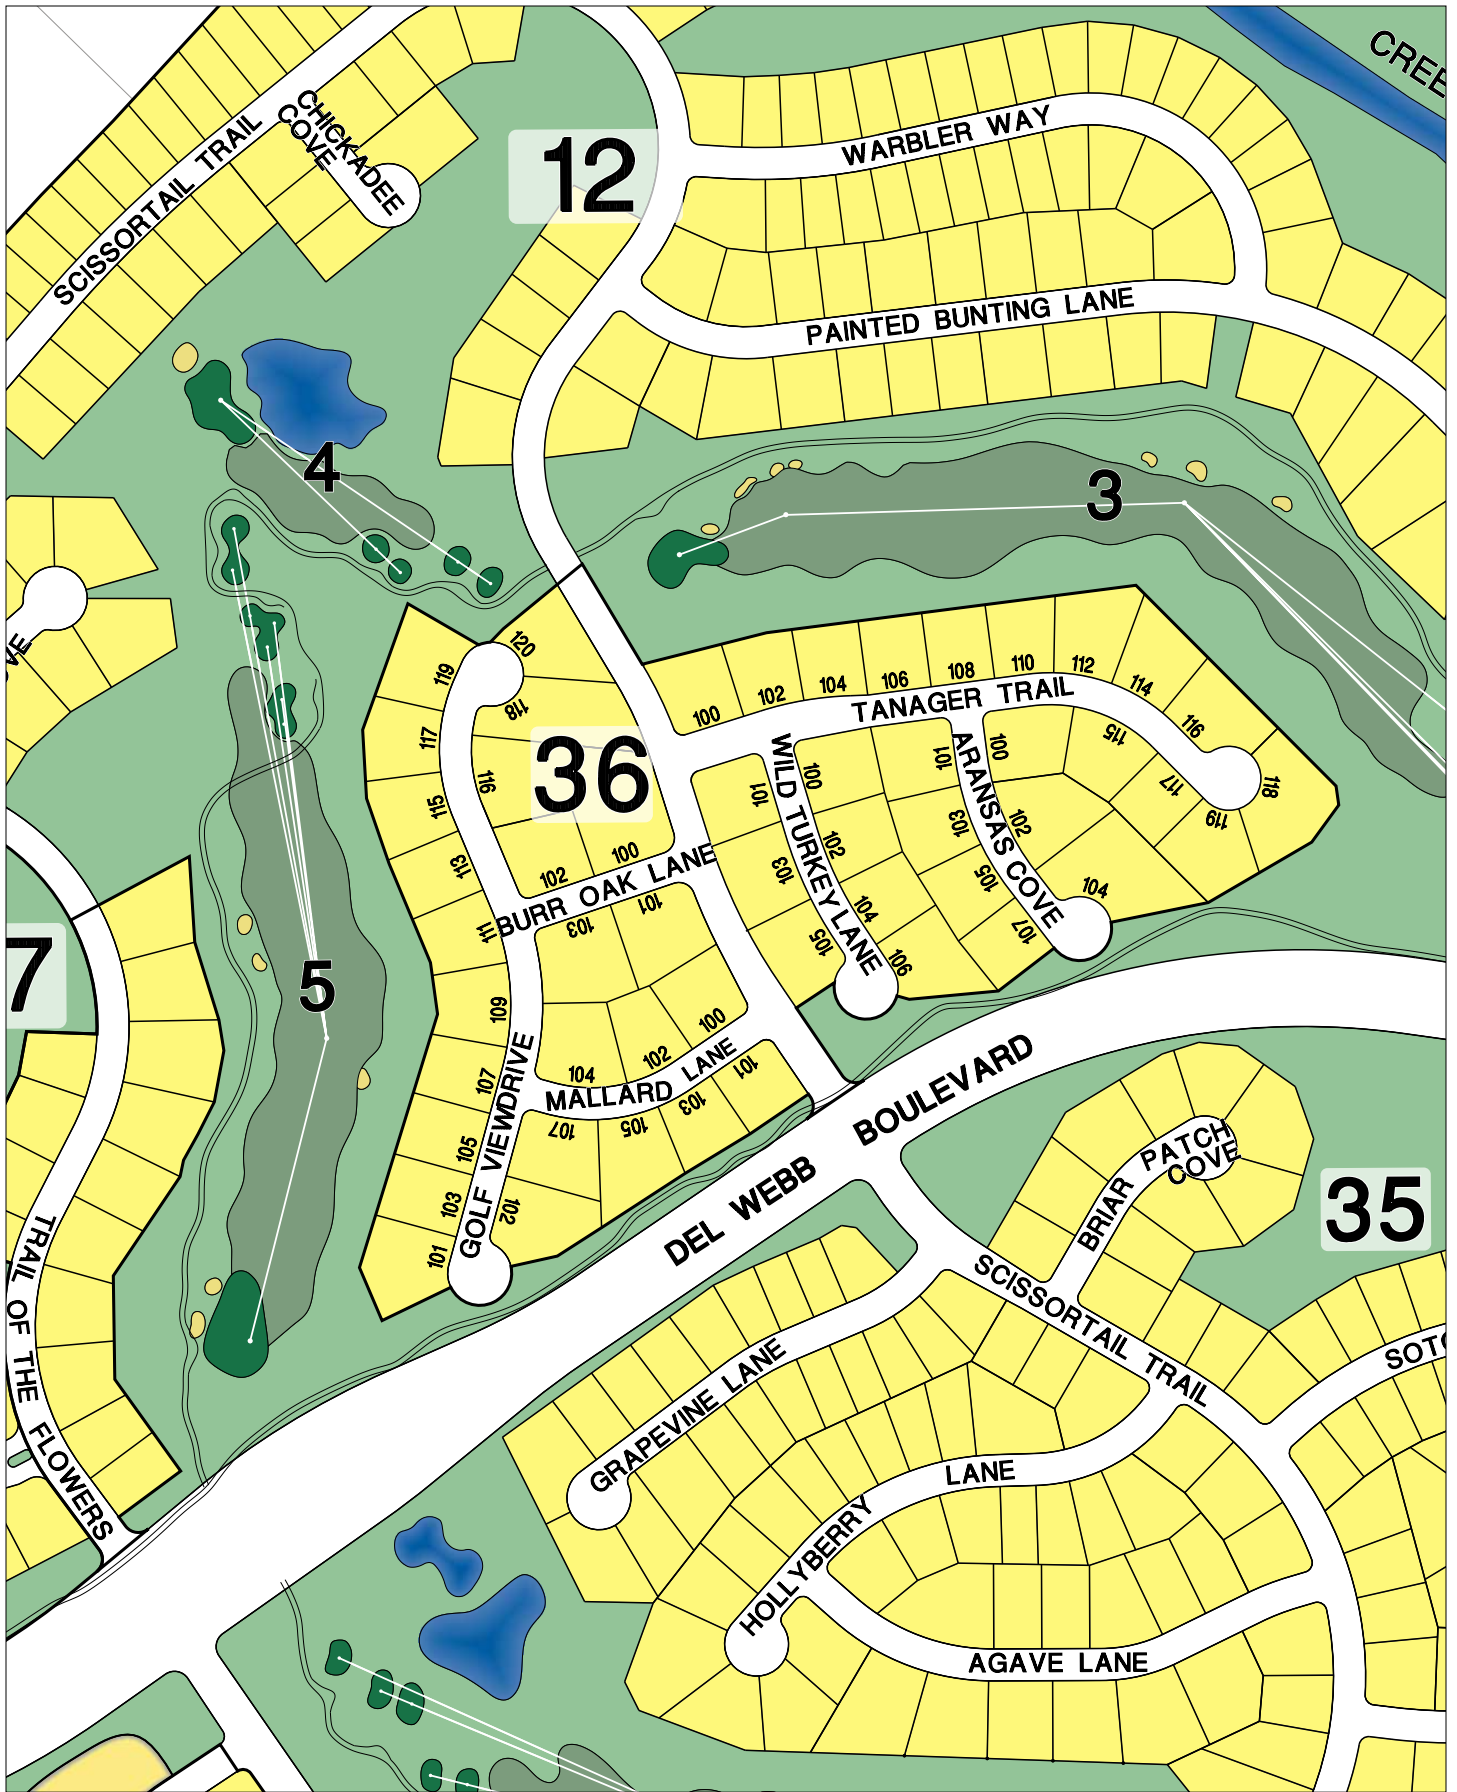 CREE
SCISSORTAIL TRAIL
CHICKADEE
COVE
12
WARBLER WAY
PAINTED BUNTING LANE
4
3
VE
120
119
118
117
116
115
113
111
36
102
100
BURR OAK LANE
103
101
109
107
105
103
101
102
GOLF VIEW DRIVE
104
102
100
MALLARD LANE
107
105
103
101
100
102
104
106
108
110
112
114
116
118
TANAGER TRAIL
115
117
119
WILD TURKEY LANE
101
100
103
102
105
104
106
ARANSAS COVE
101
100
103
102
105
107
104
7
5
TRAIL OF THE FLOWERS
DEL WEBB BOULEVARD
BRIAR PATCH
COVE
35
SCISSORTAIL TRAIL
SOTO
GRAPEVINE LANE
HOLLYBERRY LANE
AGAVE LANE